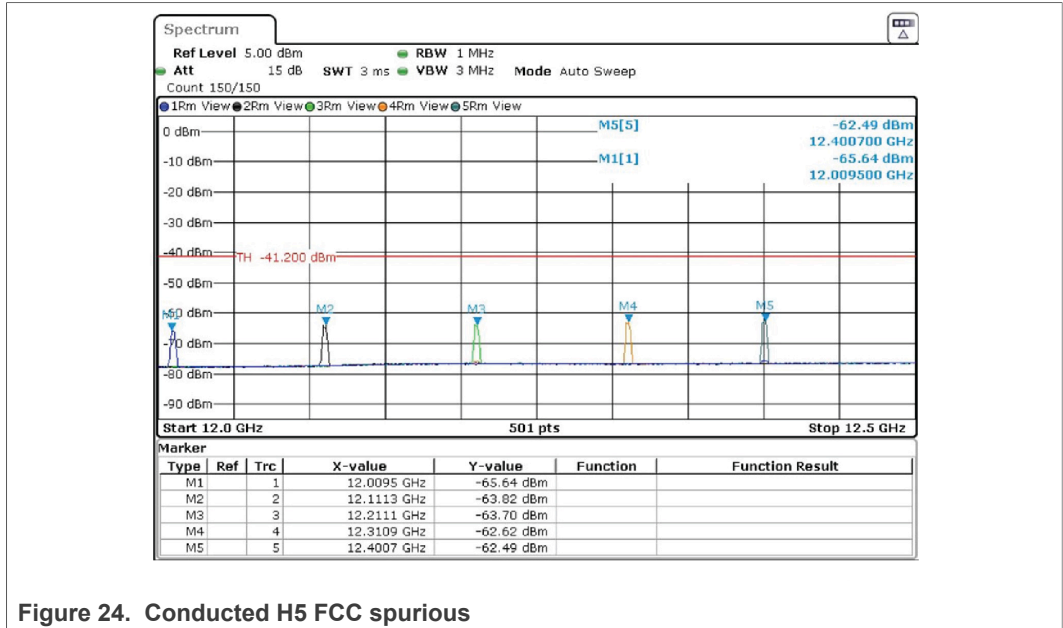 Spectrum
Ref Level 5.00 dBm RBW 1 MHz
Att 15 dB SWT 3 ms VBW 3 MHz Mode Auto Sweep
Count 150/150
1Rm View 2Rm View 3Rm View 4Rm View 5Rm View
M5[5] -62.49 dBm
12.400700 GHz
M1[1] -65.64 dBm
12.009500 GHz
0 dBm
-10 dBm
-20 dBm
-30 dBm
-40 dBm
TH -41.200 dBm
-50 dBm
M1 M2 M3 M4 M5
-60 dBm
-70 dBm
-80 dBm
-90 dBm
Start 12.0 GHz 501 pts Stop 12.5 GHz
Marker
Type Ref Trc X-value Y-value Function Function Result
M1 1 12.0095 GHz -65.64 dBm
M2 2 12.1113 GHz -63.82 dBm
M3 3 12.2111 GHz -63.70 dBm
M4 4 12.3109 GHz -62.62 dBm
M5 5 12.4007 GHz -62.49 dBm
Figure 24. Conducted H5 FCC spurious